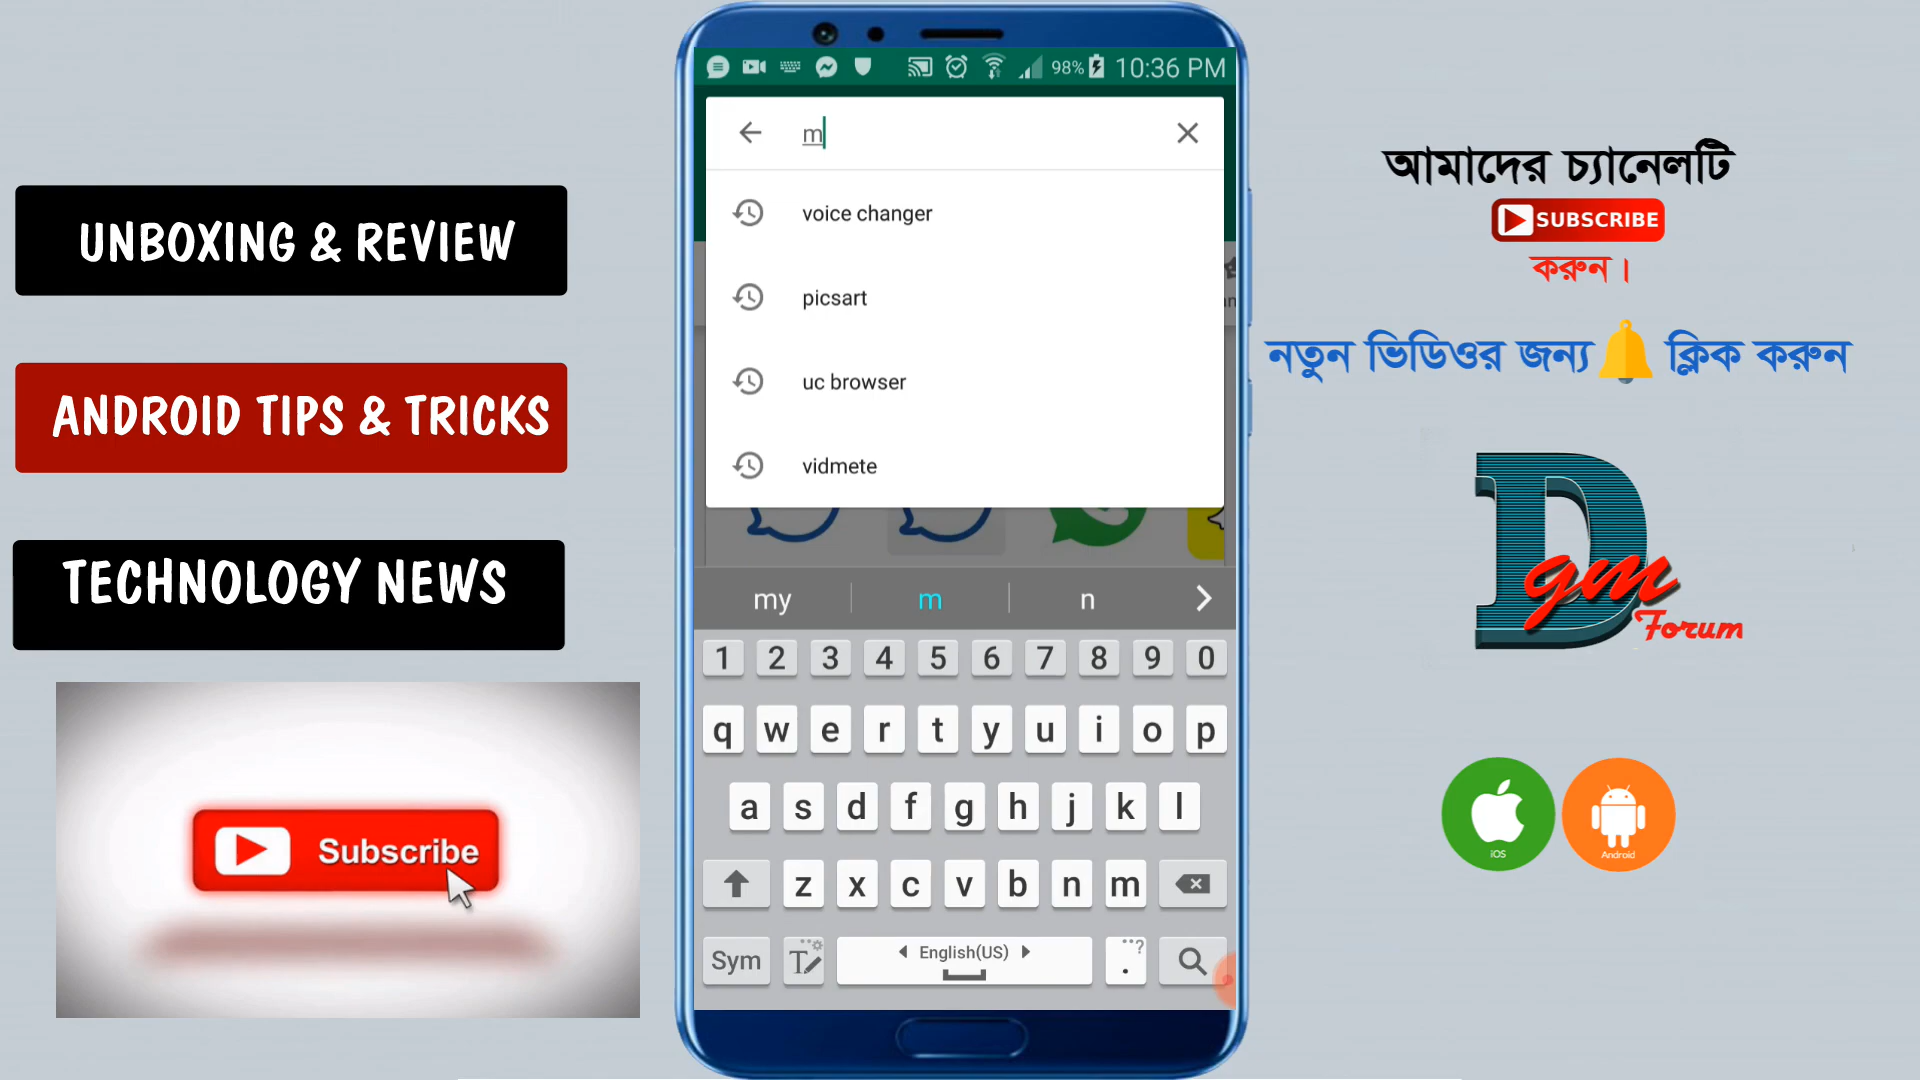 UNBOXING & REVIEW
ANDROID TIPS & TRICKS
TECHNOLOGY NEWS
Subscribe
98% 10:36 PM
m
voice changer
picsart
uc browser
vidmete
my m n
1 2 3 4 5 6 7 8 9 0
q w e r t y u i o p
a s d f g h j k l
z x c v b n m
Sym English(US) . ?
আমাদের চ্যানেলটি
SUBSCRIBE
করুন।
নতুন ভিডিওর জন্য ক্লিক করুন
D gm
Forum
iOS Android